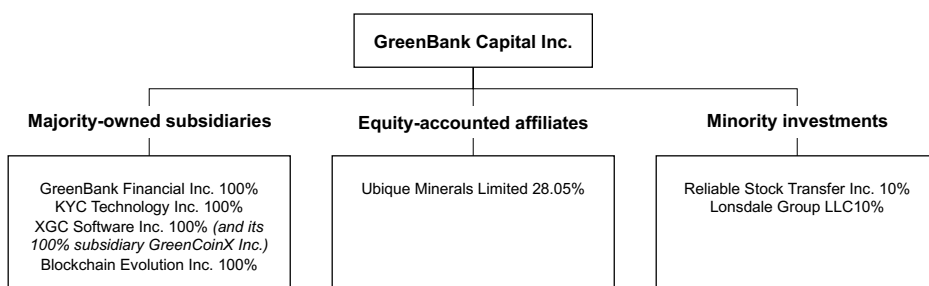 GreenBank Capital Inc.
Majority-owned subsidiaries
GreenBank Financial Inc. 100%
KYC Technology Inc. 100%
XGC Software Inc. 100% (and its
100% subsidiary GreenCoinX Inc.)
Blockchain Evolution Inc. 100%
Equity-accounted affiliates
Ubique Minerals Limited 28.05%
Minority investments
Reliable Stock Transfer Inc. 10%
Lonsdale Group LLC10%